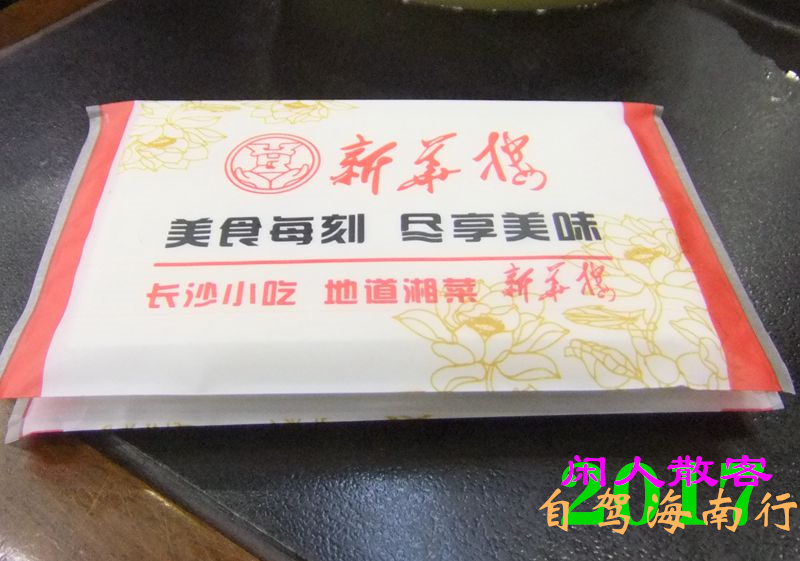 新华楼
美食每刻 尽享美味
长沙小吃 地道湘菜 新华楼
闲人散客
2017
自驾海南行